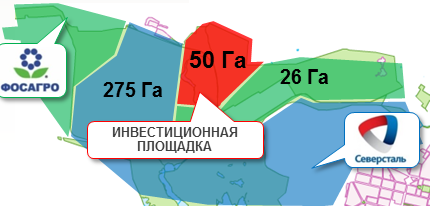 50 Га
ФОСАГРО
275 Га
26 Га
ИНВЕСТИЦИОННАЯ
ПЛОЩАДКА
Северсталь